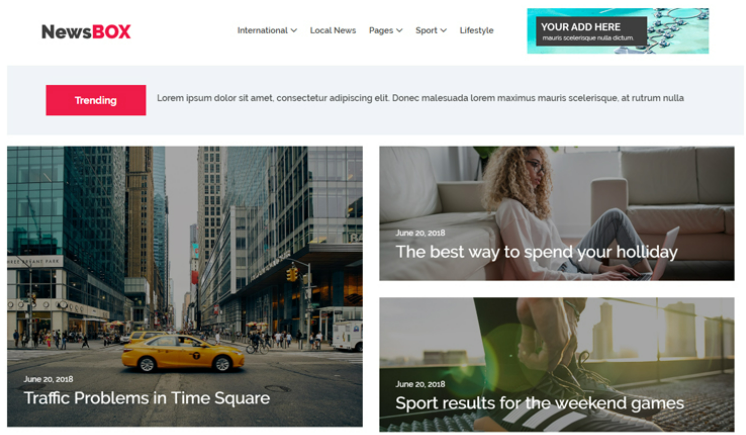 NewsBOX
International
Local News
Pages
Sport
Lifestyle
YOUR ADD HERE
mauris scelerisque nulla dictum.
Trending
Lorem ipsum dolor sit amet, consectetur adipiscing elit. Donec malesuada lorem maximus mauris scelerisque, at rutrum nulla
June 20, 2018
Traffic Problems in Time Square
June 20, 2018
The best way to spend your holliday
June 20, 2018
Sport results for the weekend games